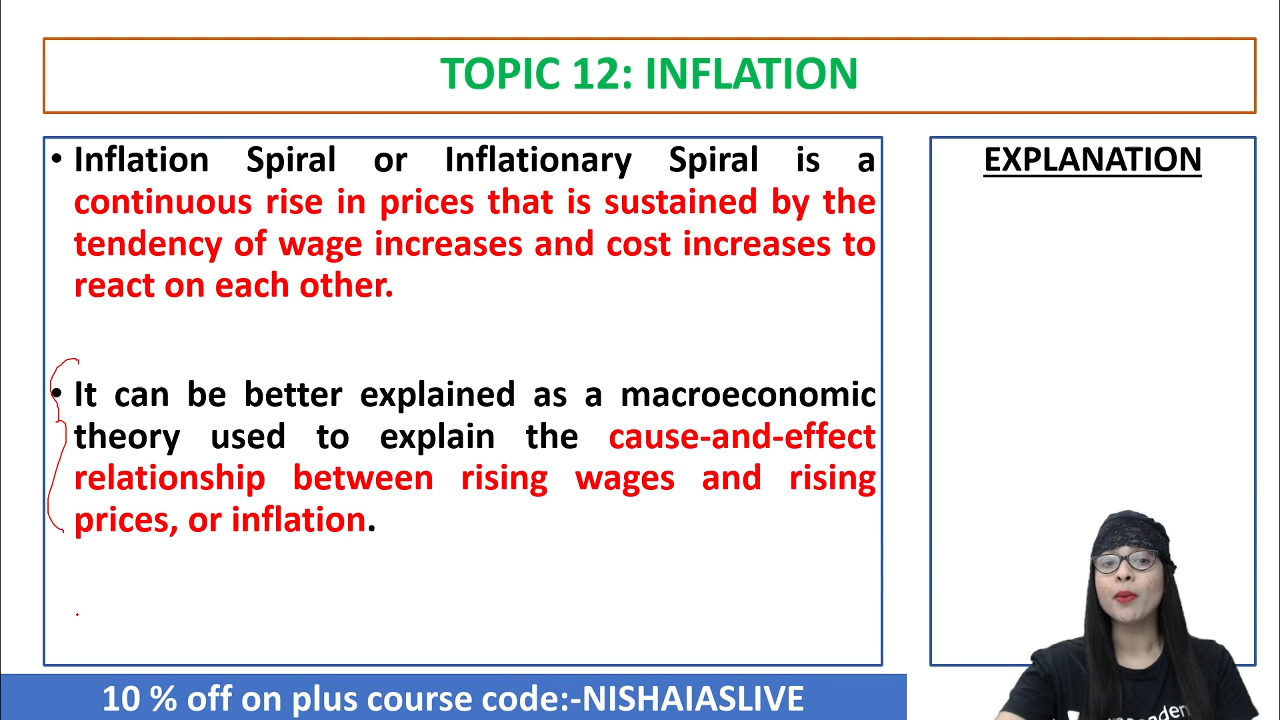 TOPIC 12: INFLATION
• Inflation Spiral or Inflationary Spiral is a
continuous rise in prices that is sustained by the
tendency of wage increases and cost increases to
react on each other.
• It can be better explained as a macroeconomic
theory used to explain the cause-and-effect
relationship between rising wages and rising
prices, or inflation.
EXPLANATION
10 % off on plus course code:-NISHAIASLIVE